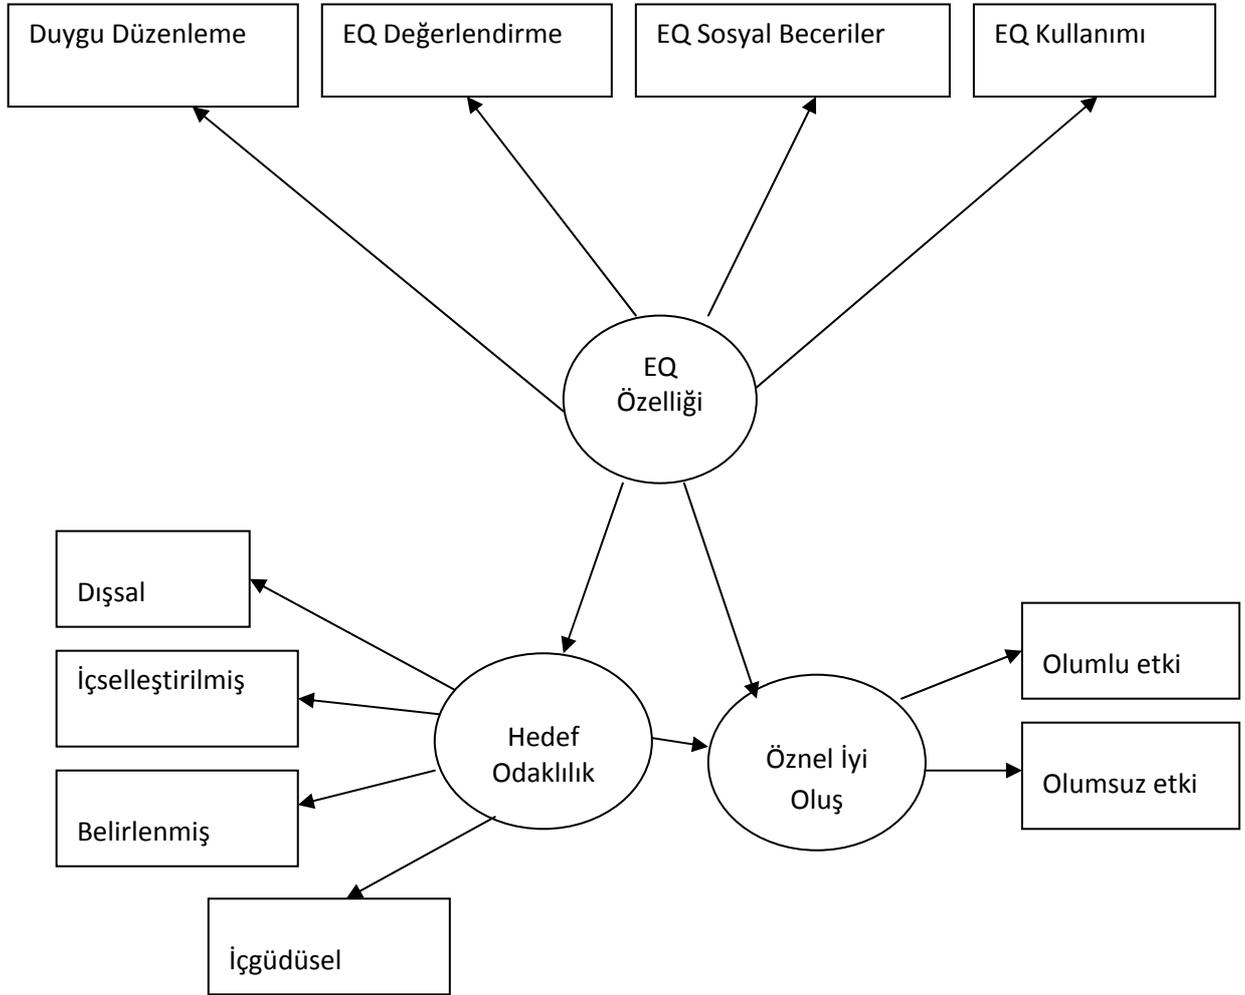 Duygu Düzenleme
EQ Değerlendirme
EQ Sosyal Beceriler
EQ Kullanımı
EQ
Özelliği
Dışsal
İçselleştirilmiş
Belirlenmiş
İçgüdüsel
Hedef
Odaklılık
Öznel İyi
Oluş
Olumlu etki
Olumsuz etki